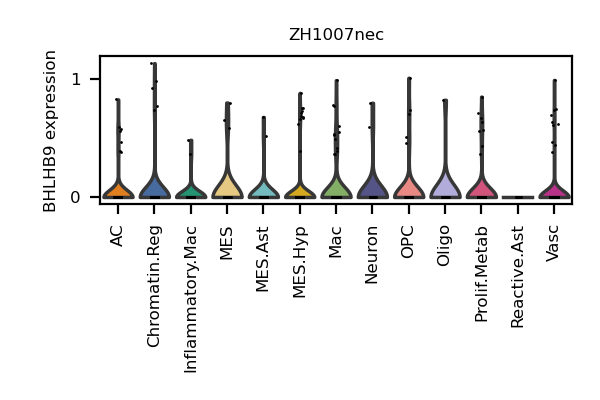 ZH1007nec
BHLHB9 expression
1
0
AC
Chromatin.Reg
Inflammatory.Mac
MES
MES.Ast
MES.Hyp
Mac
Neuron
OPC
Oligo
Prolif.Metab
Reactive.Ast
Vasc